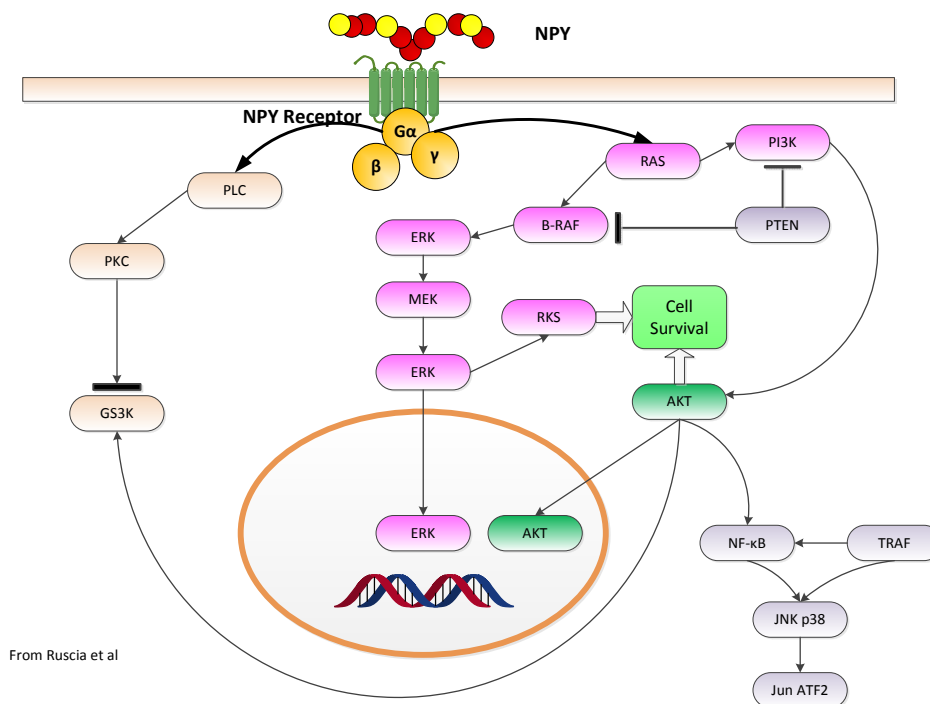 NPY
NPY Receptor
Gα
β
γ
PLC
RAS
PI3K
PKC
ERK
B-RAF
PTEN
MEK
RKS
Cell
Survival
ERK
GS3K
AKT
ERK
AKT
NF-κB
TRAF
JNK p38
From Ruscia et al
Jun ATF2